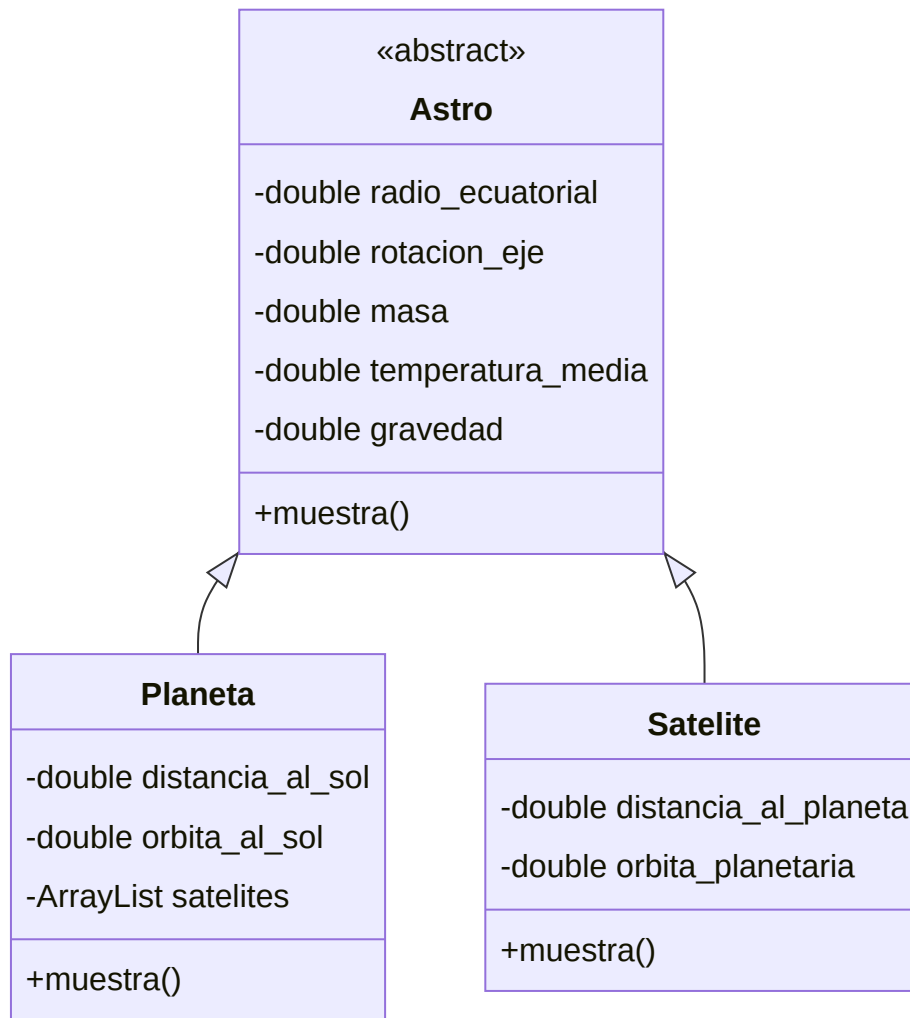 «abstract»
Astro
-double radio_ecuatorial
-double rotacion_eje
-double masa
-double temperatura_media
-double gravedad
+muestra()
Planeta
-double distancia_al_sol
-double orbita_al_sol
-ArrayList satelites
+muestra()
Satelite
-double distancia_al_planeta
-double orbita_planetaria
+muestra()